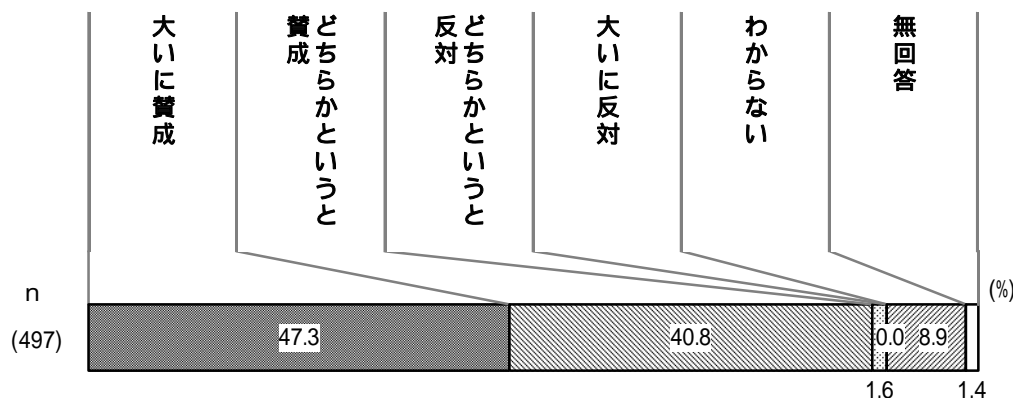 大いに賛成
どちらかというと
賛成
どちらかというと
反対
大いに反対
わからない
無回答
(%)
n
(497)
47.3
40.8
0.0
8.9
1.6
1.4